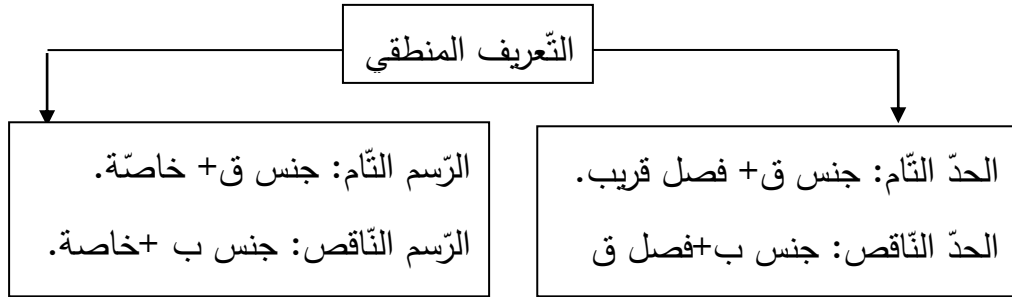 التّعريف المنطقي
الحدّ التّام: جنس ق+ فصل قريب.
الحدّ النّاقص: جنس ب+فصل ق
الرّسم التّام: جنس ق+ خاصّة.
الرّسم النّاقص: جنس ب +خاصة.